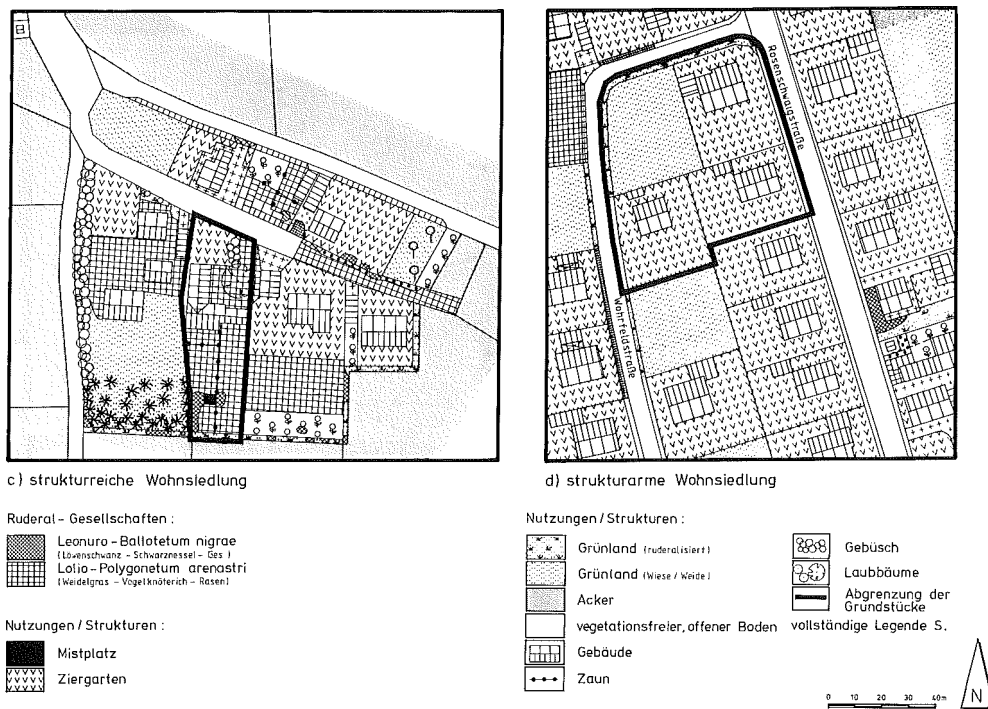 Rosenschwaigstraße
Wöhrfeldstraße
c) strukturreiche Wohnsiedlung
d) strukturarme Wohnsiedlung
Ruderal-Gesellschaften:
Leonuro-Ballotetum nigrae
(Löwenschwanz-Schwarznessel-Ges)
Lolio-Polygonetum arenastri
(Weidelgras-Vogelknöterich-Rasen)
Nutzungen/Strukturen:
Mistplatz
Ziergarten
Nutzungen/Strukturen:
Grünland (ruderalisiert)
Grünland (Wiese/Weide)
Acker
vegetationsfreier, offener Boden
Gebäude
Zaun
Gebüsch
Laubbäume
Abgrenzung der
Grundstücke
vollständige Legende S.
0 10 20 30 40m
N